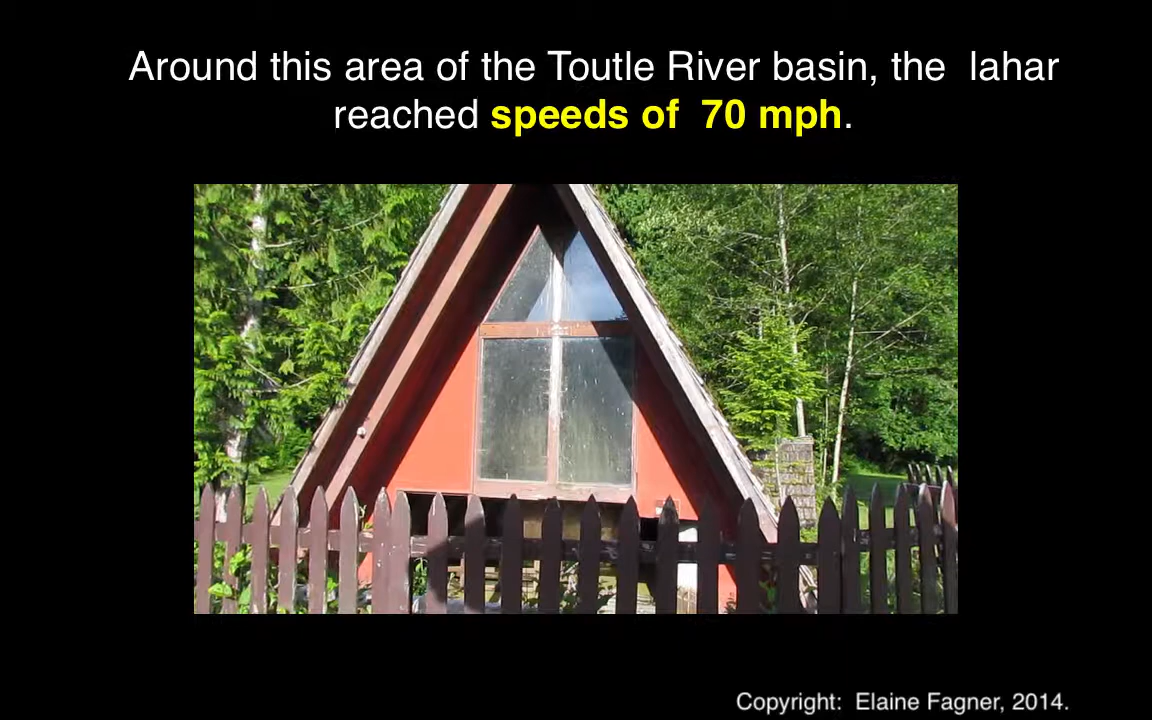 Around this area of the Toutle River basin, the lahar
reached speeds of 70 mph.
Copyright: Elaine Fagner, 2014.